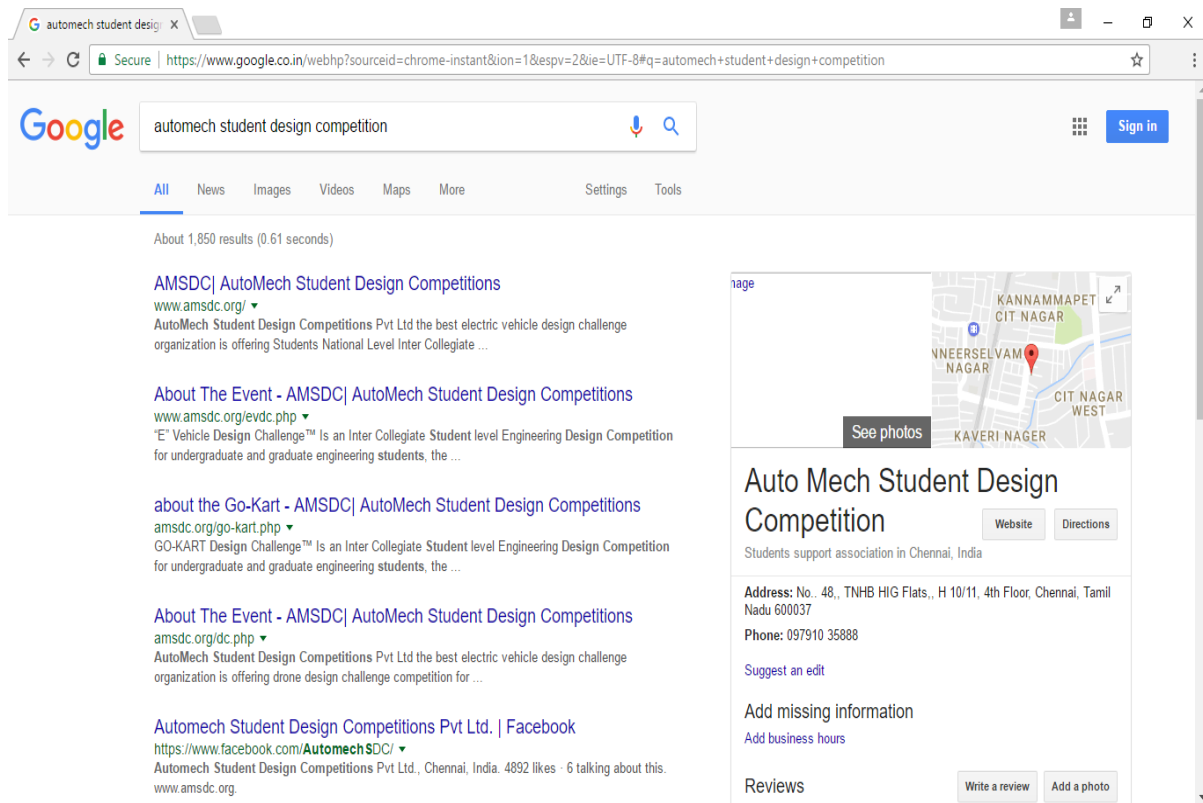 G automech student desig X
Secure | https://www.google.co.in/webhp?sourceid=chrome-instant&ion=1&espv=2&ie=UTF-8#q=automech+student+design+competition
Google
automech student design competition
Sign in
All News Images Videos Maps More Settings Tools
About 1,850 results (0.61 seconds)
AMSDC| AutoMech Student Design Competitions
www.amsdc.org/
AutoMech Student Design Competitions Pvt Ltd the best electric vehicle design challenge
organization is offering Students National Level Inter Collegiate ...
About The Event - AMSDC| AutoMech Student Design Competitions
www.amsdc.org/evdc.php
“E” Vehicle Design Challenge™ Is an Inter Collegiate Student level Engineering Design Competition
for undergraduate and graduate engineering students, the ...
about the Go-Kart - AMSDC| AutoMech Student Design Competitions
amsdc.org/go-kart.php
GO-KART Design Challenge™ Is an Inter Collegiate Student level Engineering Design Competition
for undergraduate and graduate engineering students, the ...
About The Event - AMSDC| AutoMech Student Design Competitions
amsdc.org/dc.php
AutoMech Student Design Competitions Pvt Ltd the best electric vehicle design challenge
organization is offering drone design challenge competition for ...
Automech Student Design Competitions Pvt Ltd. | Facebook
https://www.facebook.com/AutomechSDC/
Automech Student Design Competitions Pvt Ltd., Chennai, India. 4892 likes · 6 talking about this.
www.amsdc.org.
nage
See photos
KANNAMMAPET
CIT NAGAR
NNEERSELVAM
NAGAR
CIT NAGAR
WEST
KAVERI NAGER
Auto Mech Student Design
Competition
Website Directions
Students support association in Chennai, India
Address: No.. 48,, TNHB HIG Flats,, H 10/11, 4th Floor, Chennai, Tamil
Nadu 600037
Phone: 097910 35888
Suggest an edit
Add missing information
Add business hours
Reviews Write a review Add a photo